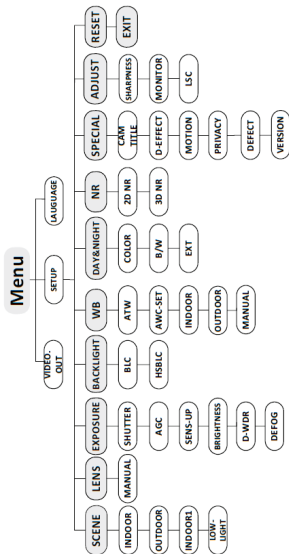 Menu
VIDEO.
OUT
SETUP
LAUGUAGE
SCENE
LENS
EXPOSURE
BACKLIGHT
WB
DAY&NIGHT
NR
SPECIAL
ADJUST
RESET
INDOOR
OUTDOOR
INDOOR1
LOW-
LIGHT
MANUAL
SHUTTER
AGC
SENS-UP
BRIGHTNESS
D-WDR
DEFOG
BLC
HSBLC
ATW
AWC-SET
INDOOR
OUTDOOR
MANUAL
COLOR
B/W
EXT
2D NR
3D NR
CAM
TITLE
D-EFFECT
MOTION
PRIVACY
DEFECT
VERSION
SHARPNESS
MONITOR
LSC
EXIT